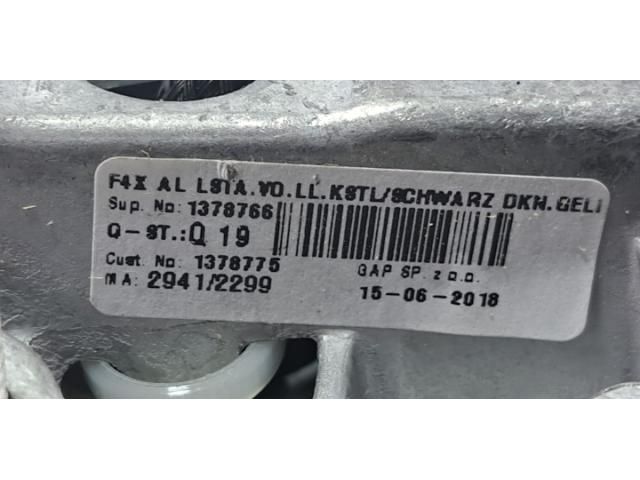 F4X AL LSTA.VO.LL.KSTL/SCHWARZ DKN.GELI
Sup. No: 1378766
Q-ST.:Q 19
Cust. No: 1378775
MA: 2941/2299
GAP SP. z o.o.
15-06-2018